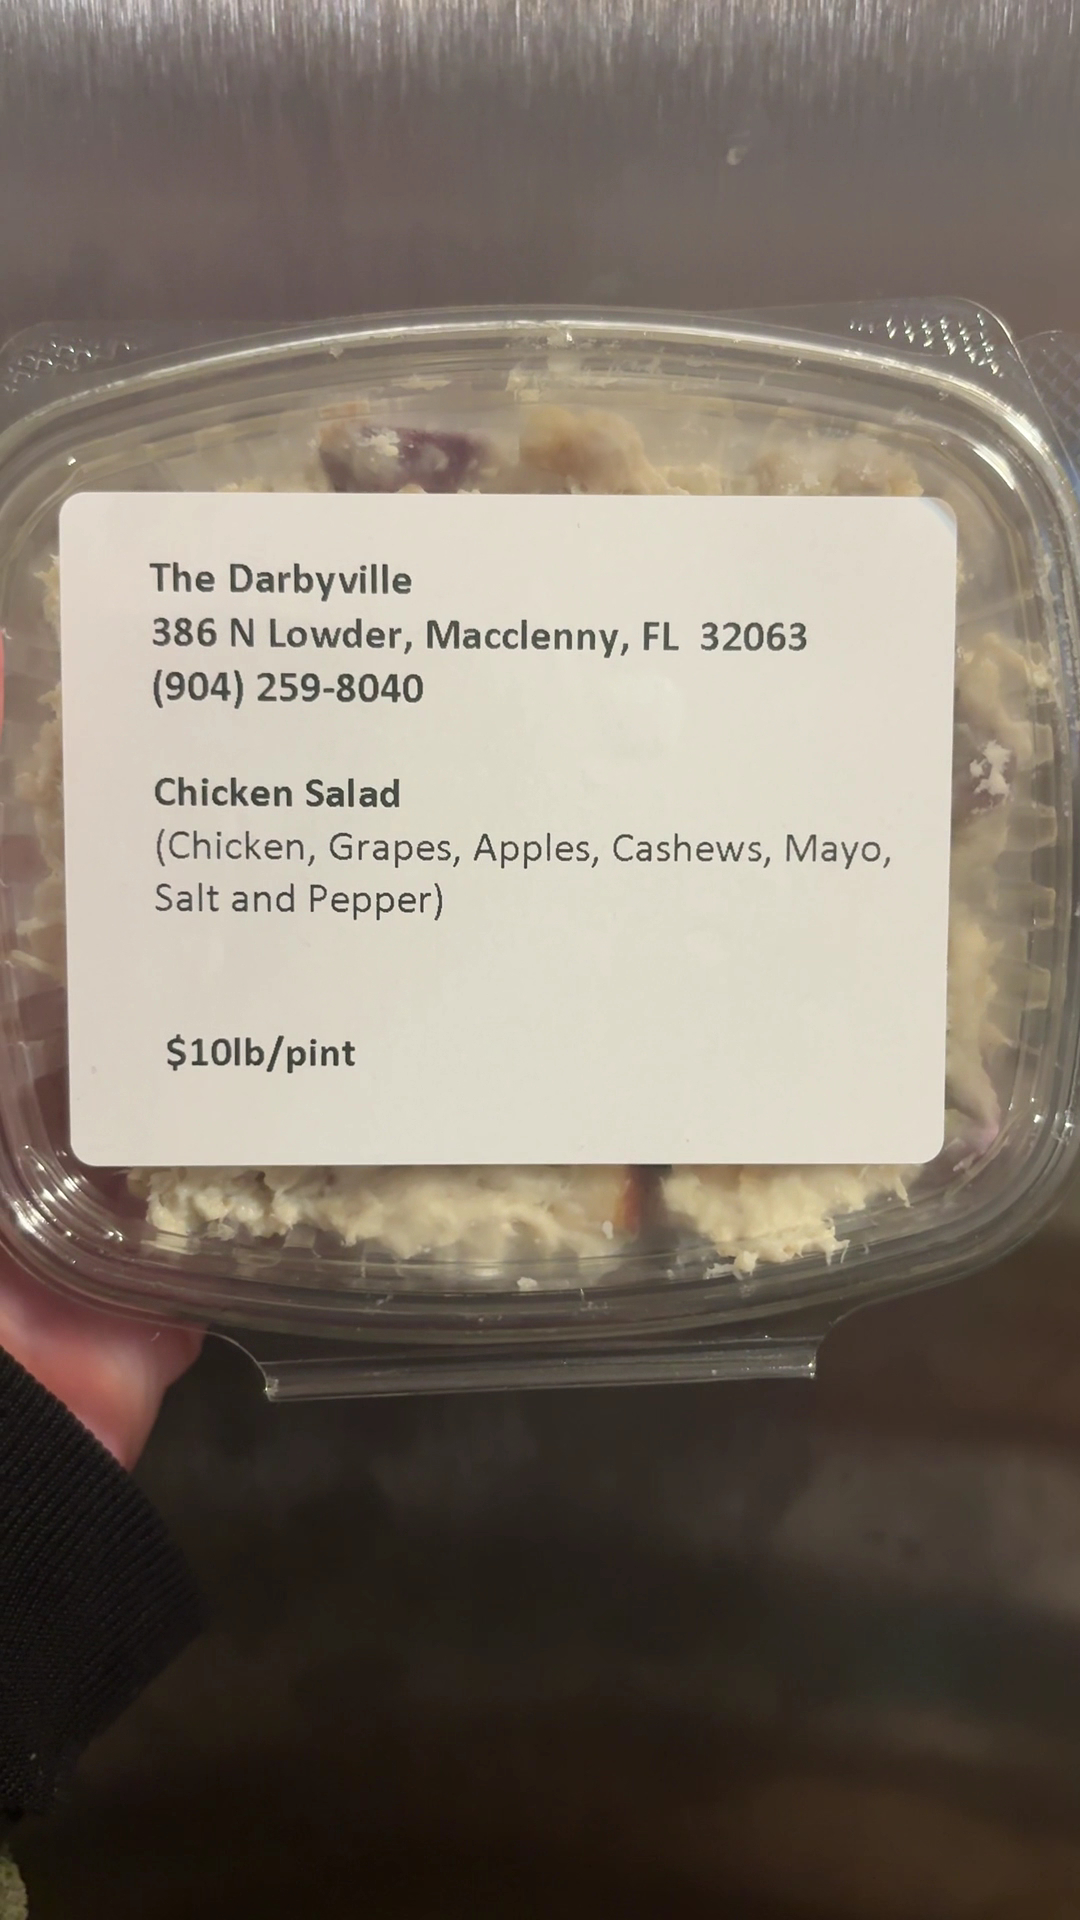 The Darbyville
386 N Lowder, Macclenny, FL 32063
(904) 259-8040
Chicken Salad
(Chicken, Grapes, Apples, Cashews, Mayo,
Salt and Pepper)
$10lb/pint